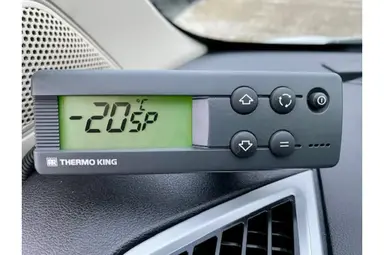 -20°C SP
THERMO KING